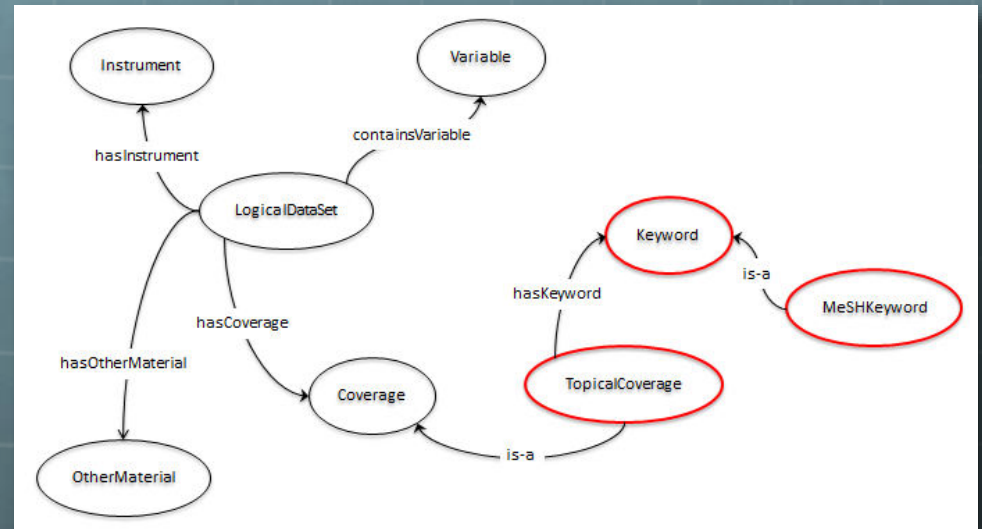 Variable
Instrument
containsVariable
hasInstrument
LogicalDataSet
Keyword
is-a
hasKeyword
MeSHKeyword
hasCoverage
hasOtherMaterial
TopicalCoverage
Coverage
is-a
OtherMaterial